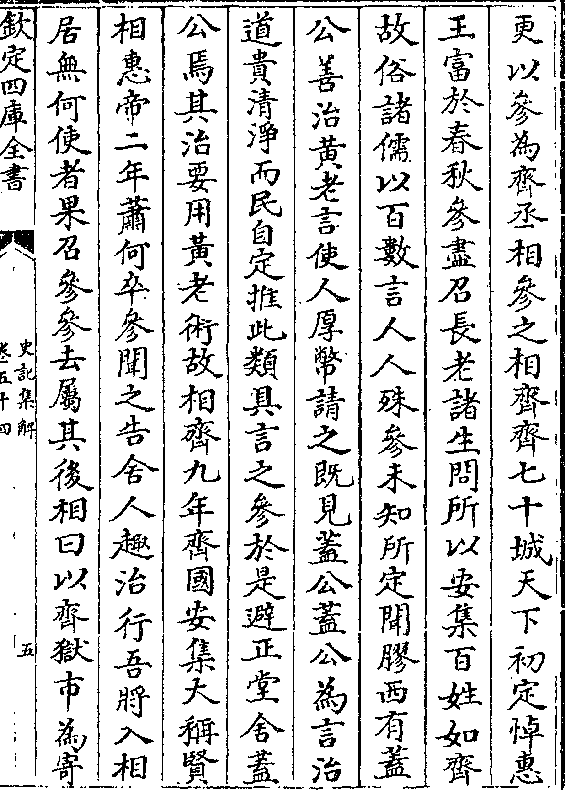 更以參為齊丞相參之相齊齊七十城天下初定悼惠
王富於春秋參盡召長老諸生問所以安集百姓如齊
故俗諸儒以百數言人人殊參未知所定聞膠西有蓋
公善治黃老言使人厚幣請之既見蓋公蓋公為言治
道貴清淨而民自定推此類具言之參於是避正堂舍蓋
公焉其治要用黃老術故相齊九年齊國安集大稱賢
相惠帝二年蕭何卒參聞之告舍人趣治行吾將入相
居無何使者果召參參去屬其後相曰以齊獄市為寄
欽定四庫全書
史記集解
卷五十四
五